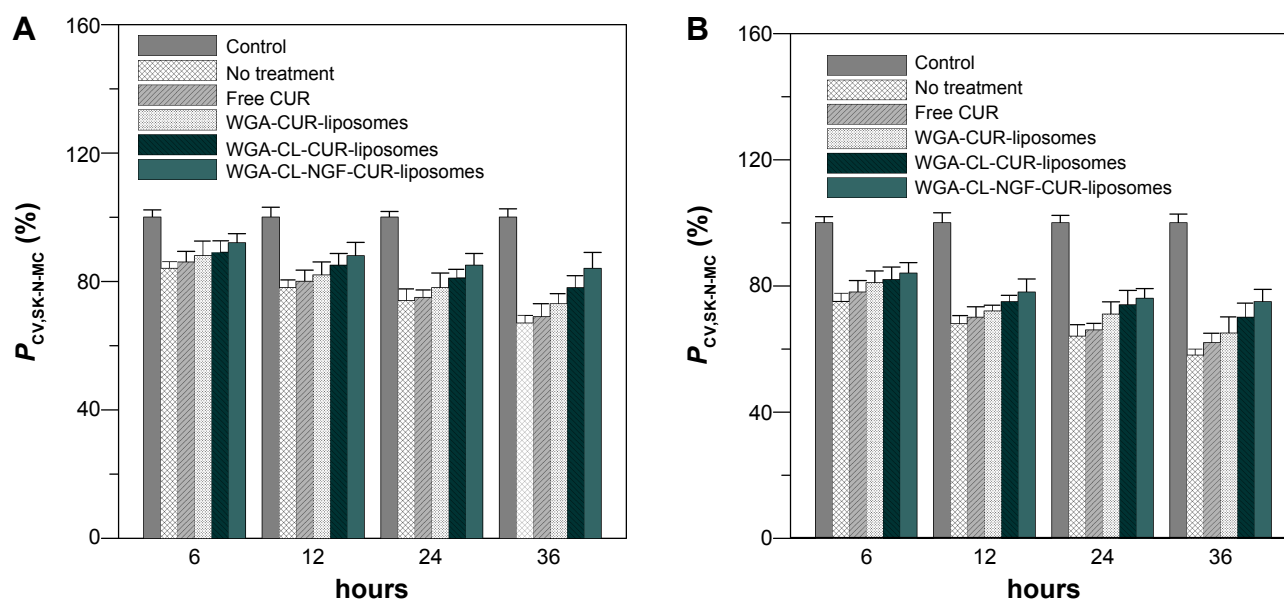 A
160
120
80
40
0
P CV,SK-N-MC (%)
Control
No treatment
Free CUR
WGA-CUR-liposomes
WGA-CL-CUR-liposomes
WGA-CL-NGF-CUR-liposomes
6 12 24 36
hours
B
160
120
80
40
0
P CV,SK-N-MC (%)
Control
No treatment
Free CUR
WGA-CUR-liposomes
WGA-CL-CUR-liposomes
WGA-CL-NGF-CUR-liposomes
6 12 24 36
hours